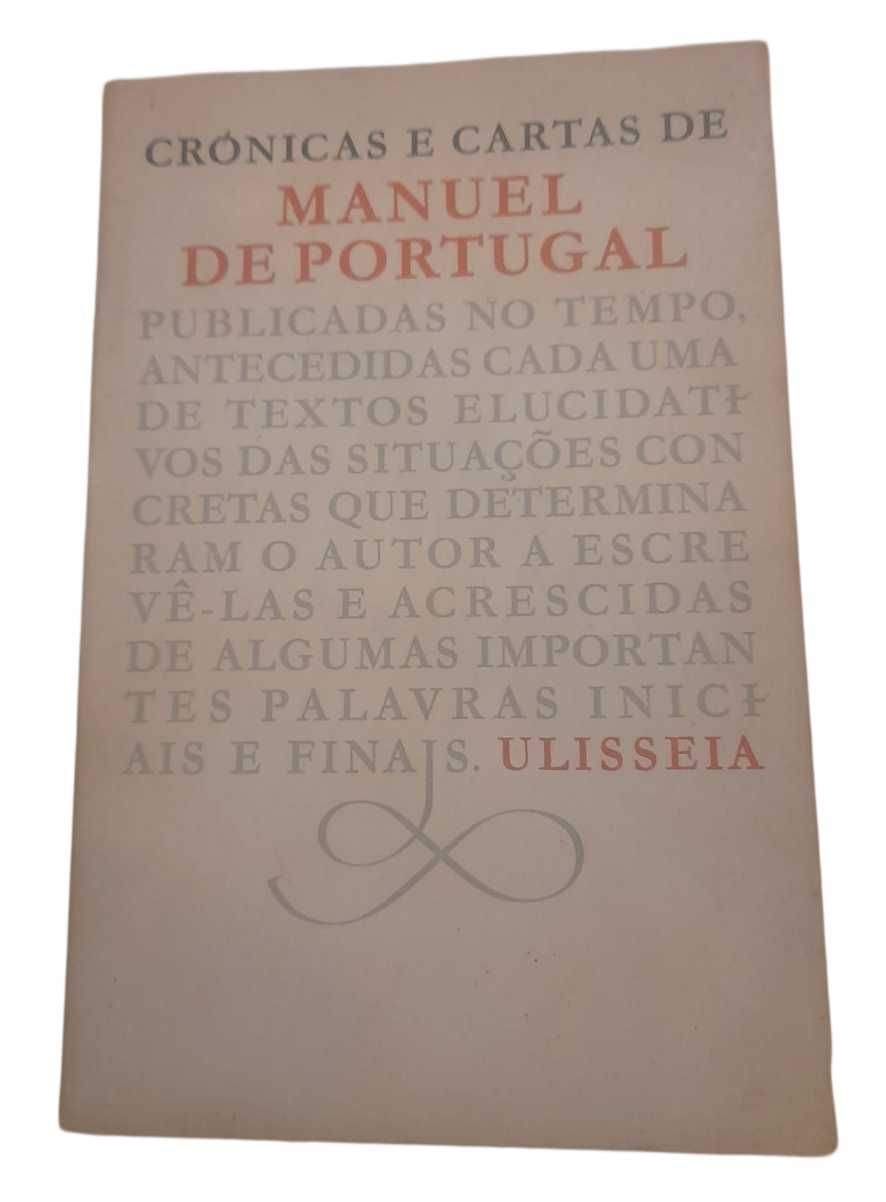 CRÓNICAS E CARTAS DE
MANUEL
DE PORTUGAL
PUBLICADAS NO TEMPO,
ANTECEDIDAS CADA UMA
DE TEXTOS ELUCIDATI-
VOS DAS SITUAÇÕES CON
CRETAS QUE DETERMINA
RAM O AUTOR A ESCRE
VÊ-LAS E ACRESCIDAS
DE ALGUMAS IMPORTAN
TES PALAVRAS INICI-
AIS E FINAIS. ULISSEIA